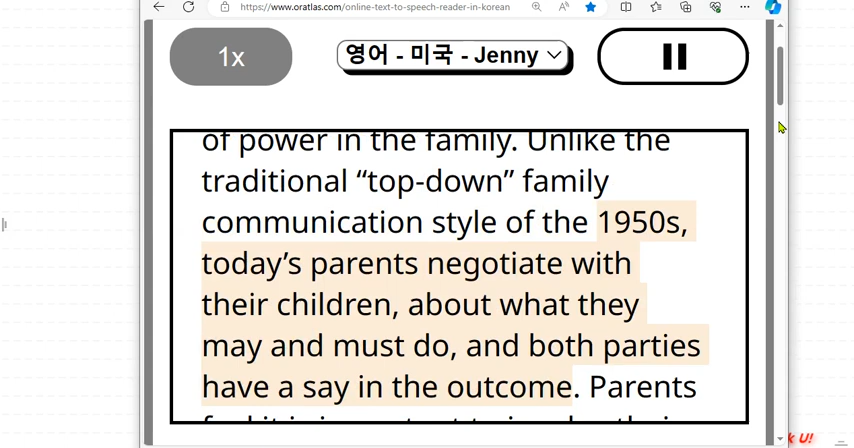 https://www.oratlas.com/online-text-to-speech-reader-in-korean
1x
영어 - 미국 - Jenny
of power in the family. Unlike the
traditional “top-down” family
communication style of the 1950s,
today’s parents negotiate with
their children, about what they
may and must do, and both parties
have a say in the outcome. Parents
k U!